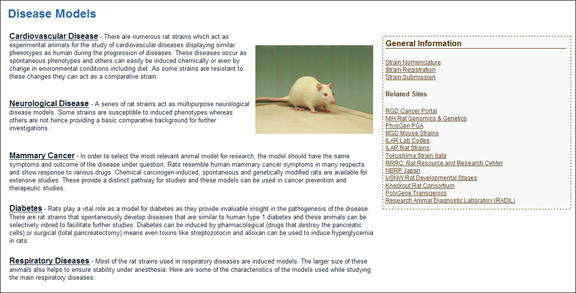 Disease Models
Cardiovascular Disease - There are numerous rat strains which act as
experimental animals for the study of cardiovascular diseases displaying similar
phenotypes as human during the progression of diseases. These diseases occur as
spontaneous phenotypes and others can easily be induced chemically or even by
change in environmental conditions including diet. As some strains are resistant to
these changes they can act as a comparative strain.
Neurological Disease - A series of rat strains act as multipurpose neurological
disease models. Some strains are susceptible to induced phenotypes whereas
others are not hence providing a basic comparative background for further
investigations.
Mammary Cancer - In order to select the most relevant animal model for research, the model should have the same
symptoms and outcome of the disease under question. Rats resemble human mammary cancer symptoms in many respects
and show response to various drugs. Chemical carcinogen-induced, spontaneous and genetically modified rats are available for
extensive studies. These provide a distinct pathway for studies and these models can be used in cancer prevention and
therapeutic studies.
Diabetes - Rats play a vital role as a model for diabetes as they provide invaluable insight in the pathogenesis of the disease.
There are rat strains that spontaneously develop diseases that are similar to human type 1 diabetes and these animals can be
selectively inbred to facilitate further studies. Diabetes can be induced by pharmacological (drugs that destroy the pancreatic
cells) or surgical (total pancreatectomy) means even toxins like streptozotocin and alloxan can be used to induce hyperglycemia
in rats.
Respiratory Diseases - Most of the rat strains used in respiratory diseases are induced models. The larger size of these
animals also helps to ensure stability under anesthesia. Here are some of the characteristics of the models used while studying
the main respiratory diseases.
General Information
Strain Nomenclature
Strain Registration
Strain Submission
Related Sites
RGD Cancer Portal
NIH Rat Genomics & Genetics
PhysGen PGA
MGD Mouse Strains
ILAR Lab Codes
ILAR Rat Strains
Tokushima Strain data
RRRC: Rat Resource and Research Center
NBRP Japan
USNW Rat Developmental Stages
Knockout Rat Consortium
PolyGene Transgenics
Research Animal Diagnostic Laboratory (RADIL)